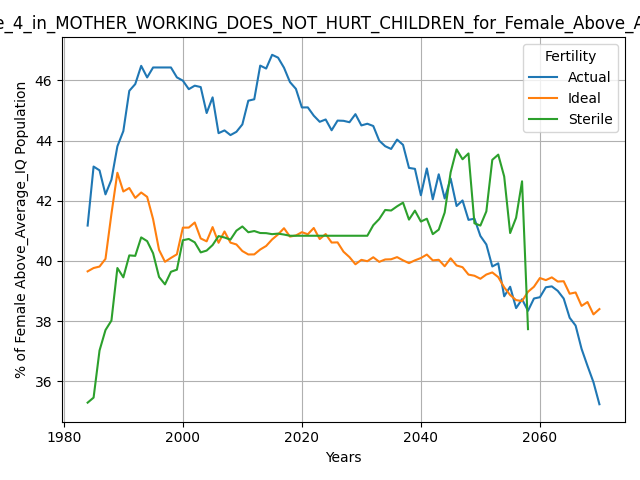 e_4_in_MOTHER_WORKING_DOES_NOT_HURT_CHILDREN_for_Female_Above_A
Fertility
Actual
Ideal
Sterile
% of Female Above_Average_IQ Population
46
44
42
40
38
36
1980
2000
2020
2040
2060
Years